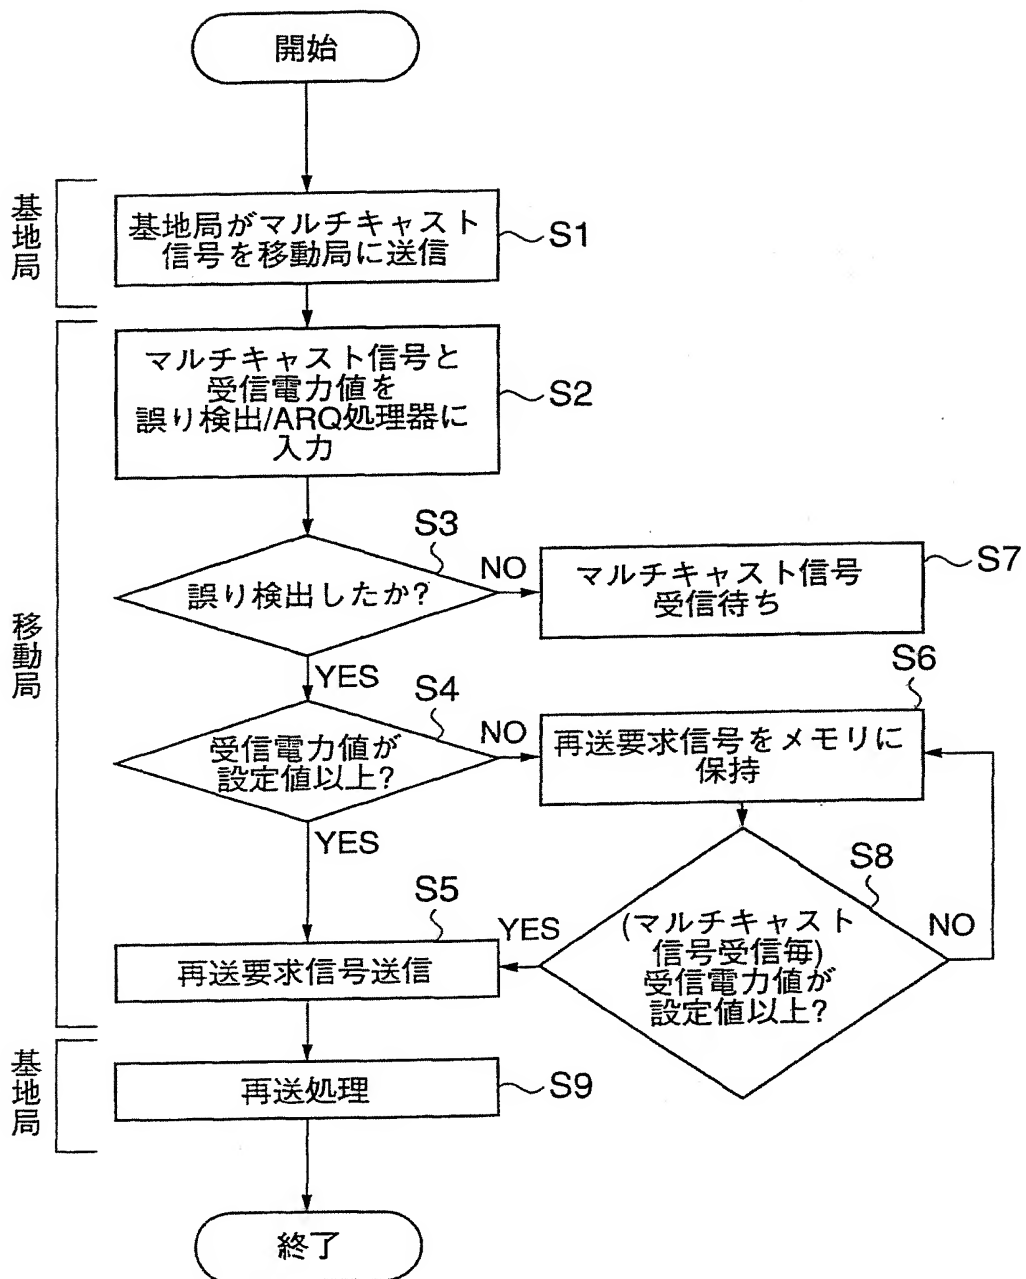 開始
基地局
基地局がマルチキャスト
信号を移動局に送信
S1
移動局
マルチキャスト信号と
受信電力値を
誤り検出/ARQ処理器に
入力
S2
S3
誤り検出したか?
NO
マルチキャスト信号
受信待ち
S7
YES
S4
受信電力値が
設定値以上?
NO
S6
再送要求信号をメモリに
保持
YES
S8
(マルチキャスト
信号受信毎)
受信電力値が
設定値以上?
YES
NO
S5
再送要求信号送信
基地局
再送処理
S9
終了